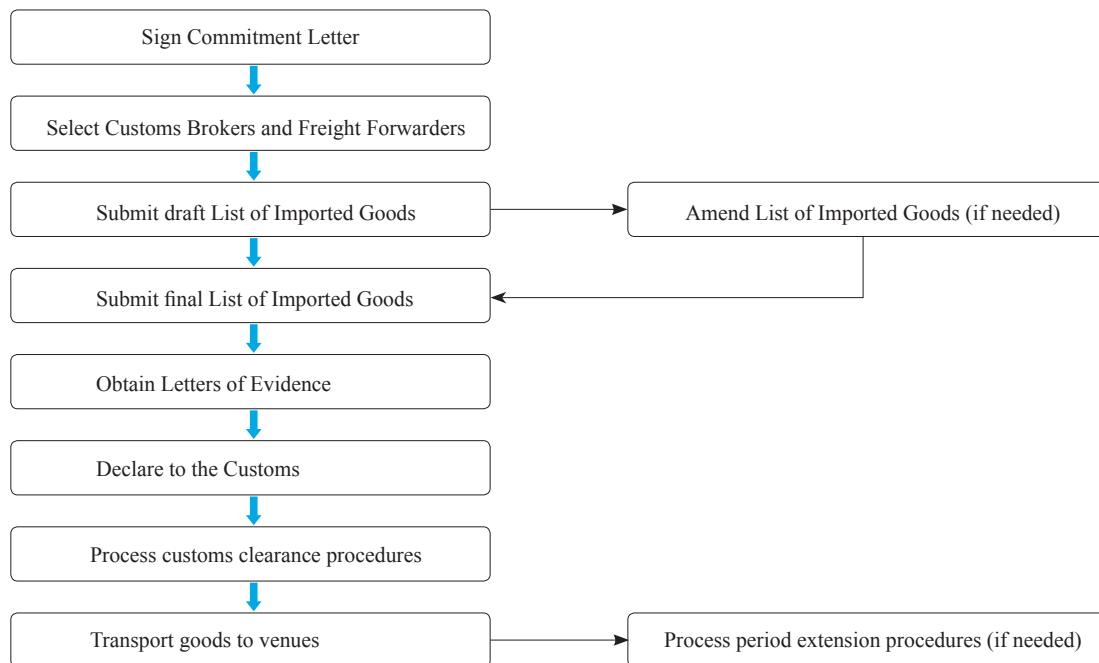 Sign Commitment Letter
Select Customs Brokers and Freight Forwarders
Submit draft List of Imported Goods
Amend List of Imported Goods (if needed)
Submit final List of Imported Goods
Obtain Letters of Evidence
Declare to the Customs
Process customs clearance procedures
Transport goods to venues
Process period extension procedures (if needed)